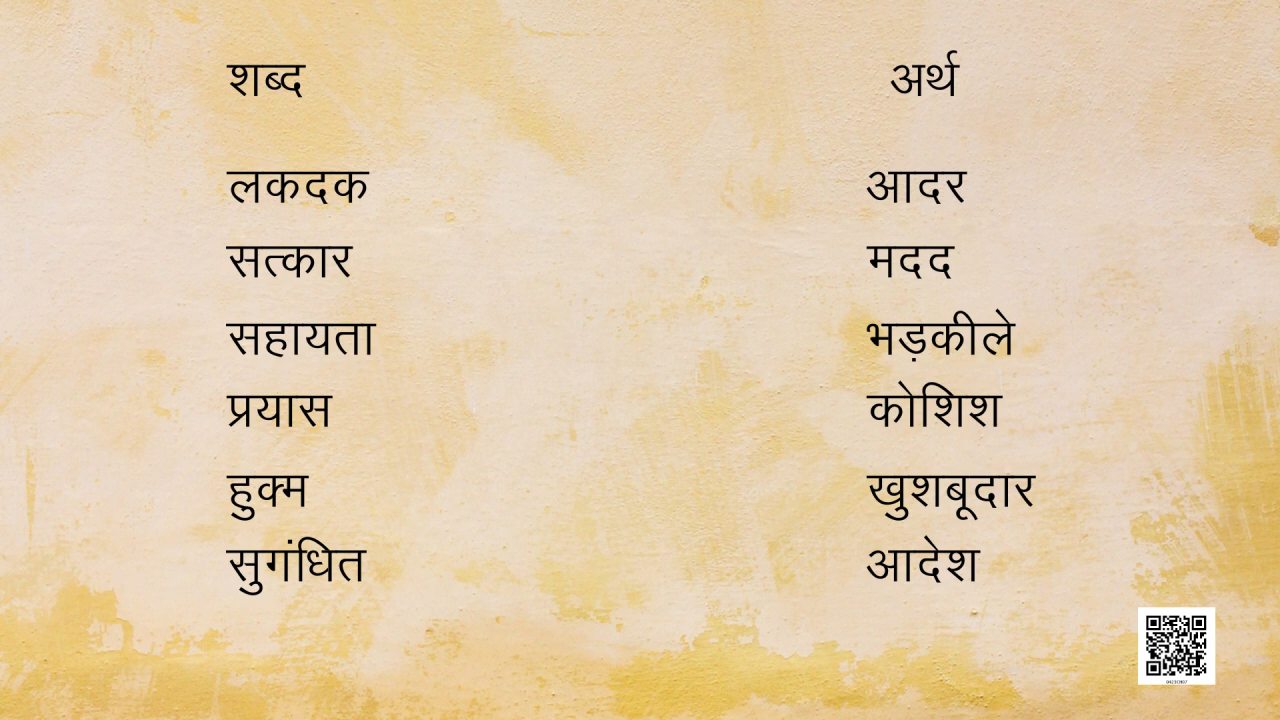 शब्द अर्थ
लकदक आदर
सत्कार मदद
सहायता भड़कीले
प्रयास कोशिश
हुक्म खुशबूदार
सुगंधित आदेश